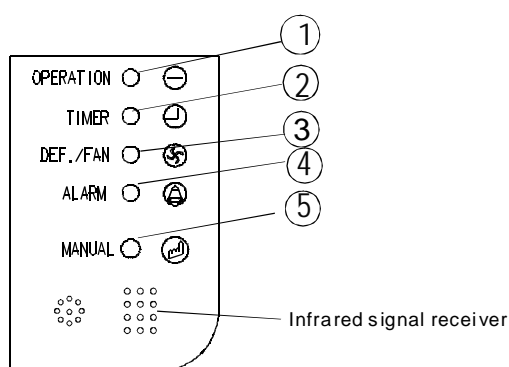 1
OPERATION
2
TIMER
3
DEF./FAN
4
ALARM
5
MANUAL
Infrared signal receiver